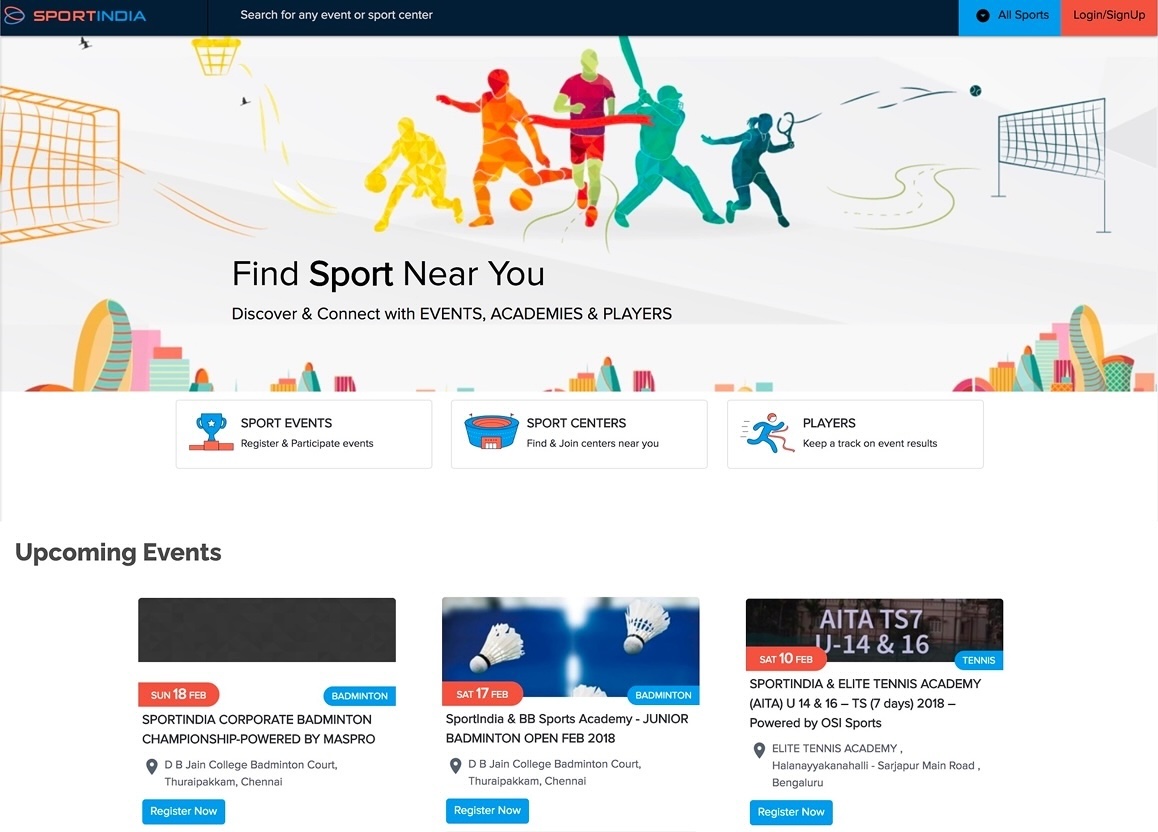 SPORTINDIA
Search for any event or sport center
All Sports
Login/SignUp
Find Sport Near You
Discover & Connect with EVENTS, ACADEMIES & PLAYERS
SPORT EVENTS
Register & Participate events
SPORT CENTERS
Find & Join centers near you
PLAYERS
Keep a track on event results
Upcoming Events
SUN 18 FEB
BADMINTON
SPORTINDIA CORPORATE BADMINTON
CHAMPIONSHIP-POWERED BY MASPRO
D B Jain College Badminton Court,
Thuraipakkam, Chennai
Register Now
SAT 17 FEB
BADMINTON
SportIndia & BB Sports Academy - JUNIOR
BADMINTON OPEN FEB 2018
D B Jain College Badminton Court,
Thuraipakkam, Chennai
Register Now
AITA TS7
U-14 & 16
SAT 10 FEB
TENNIS
SPORTINDIA & ELITE TENNIS ACADEMY
(AITA) U 14 & 16 – TS (7 days) 2018 –
Powered by OSI Sports
ELITE TENNIS ACADEMY ,
Halanayyakanahalli - Sarjapur Main Road ,
Bengaluru
Register Now